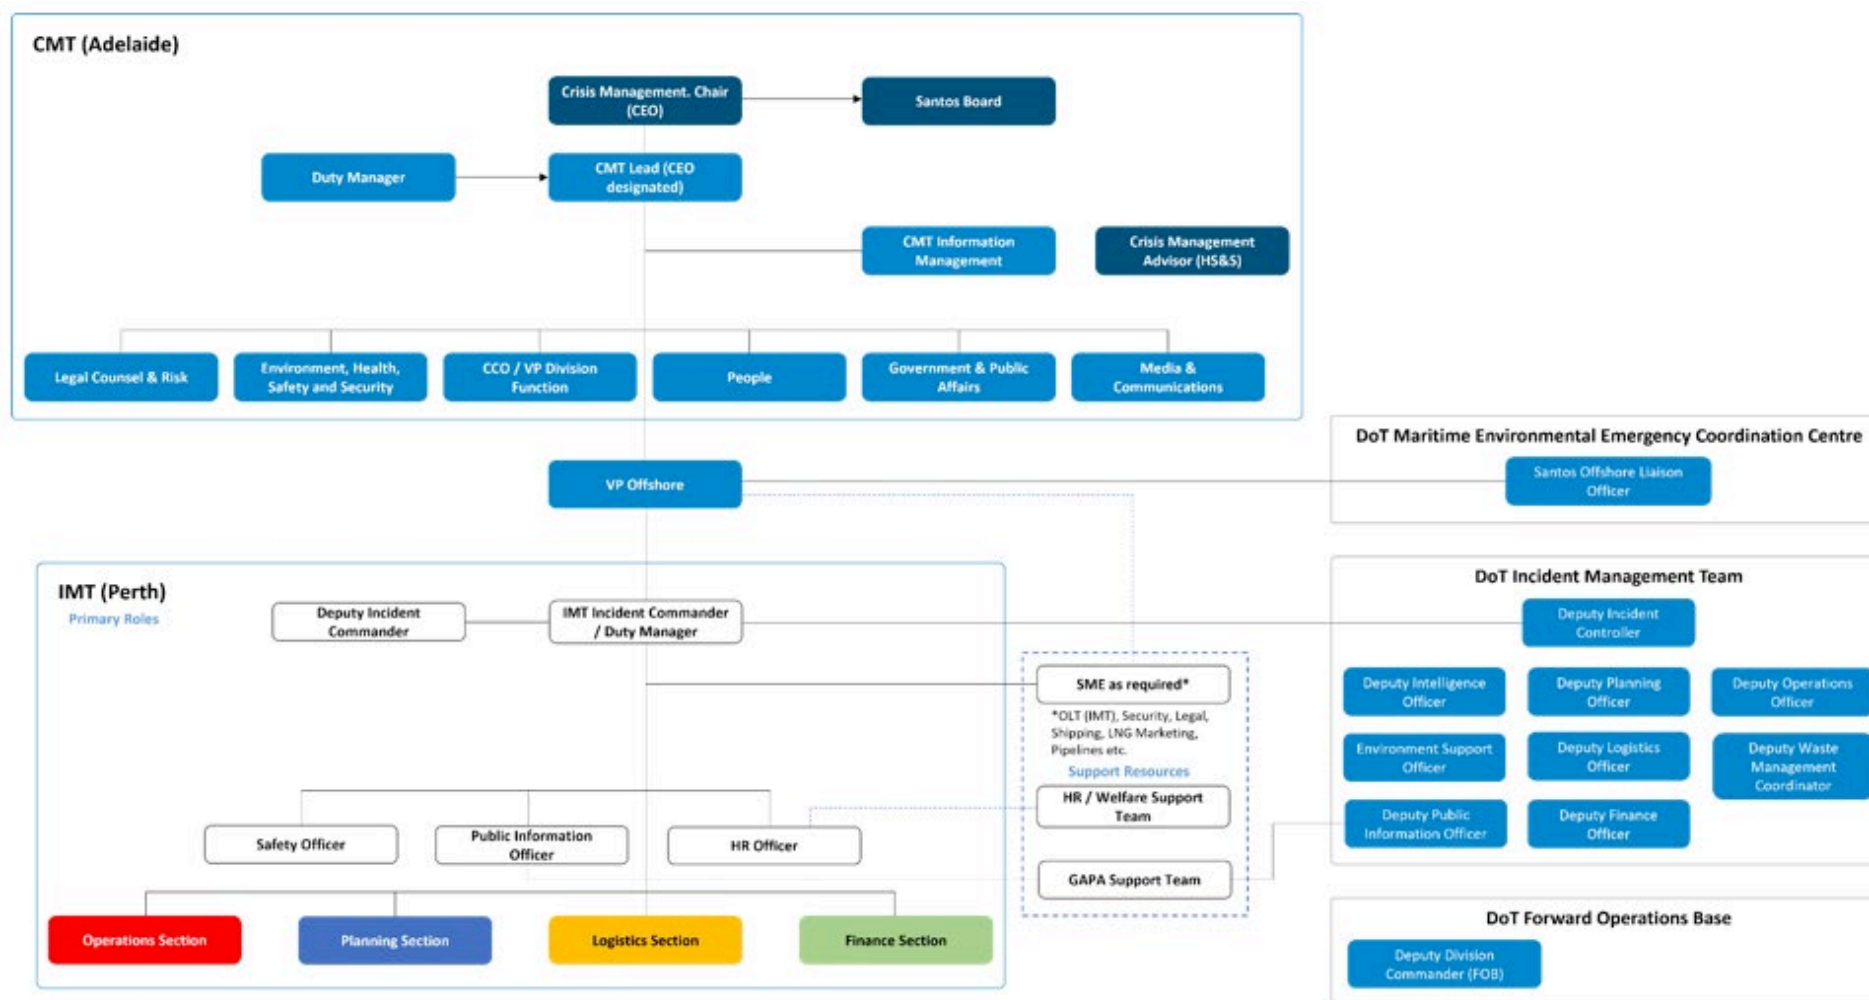 CMT (Adelaide)
Crisis Management. Chair
(CEO)
Santos Board
Duty Manager
CMT Lead (CEO
designated)
CMT Information
Management
Crisis Management
Advisor (HS&S)
Legal Counsel & Risk
Environment, Health,
Safety and Security
CCO / VP Division
Function
People
Government & Public
Affairs
Media &
Communications
VP Offshore
DoT Maritime Environmental Emergency Coordination Centre
Santos Offshore Liaison
Officer
IMT (Perth)
Primary Roles
Deputy Incident
Commander
IMT Incident Commander
/ Duty Manager
SME as required*
*OLT (IMT), Security, Legal,
Shipping, LNG Marketing,
Pipelines etc.
Support Resources
HR / Welfare Support
Team
GAPA Support Team
Safety Officer
Public Information
Officer
HR Officer
Operations Section
Planning Section
Logistics Section
Finance Section
DoT Incident Management Team
Deputy Incident
Controller
Deputy Intelligence
Officer
Deputy Planning
Officer
Deputy Operations
Officer
Environment Support
Officer
Deputy Logistics
Officer
Deputy Waste
Management
Coordinator
Deputy Public
Information Officer
Deputy Finance
Officer
DoT Forward Operations Base
Deputy Division
Commander (FOB)